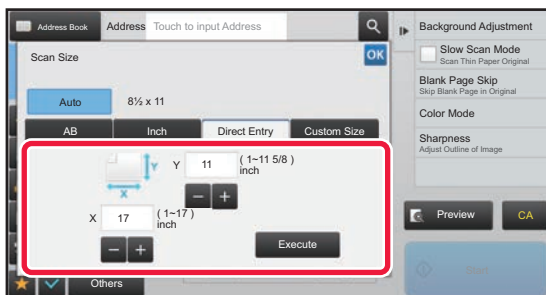 Address Book Address Touch to input Address
Background Adjustment
Scan Size OK
Slow Scan Mode
Scan Thin Paper Original
Auto 8½ x 11
Blank Page Skip
Skip Blank Page in Original
AB Inch Direct Entry Custom Size
Color Mode
Sharpness
Adjust Outline of Image
Y Y 11 ( 1~11 5/8 )
inch
X
X 17 ( 1~17 )
inch
Preview CA
Execute
Others